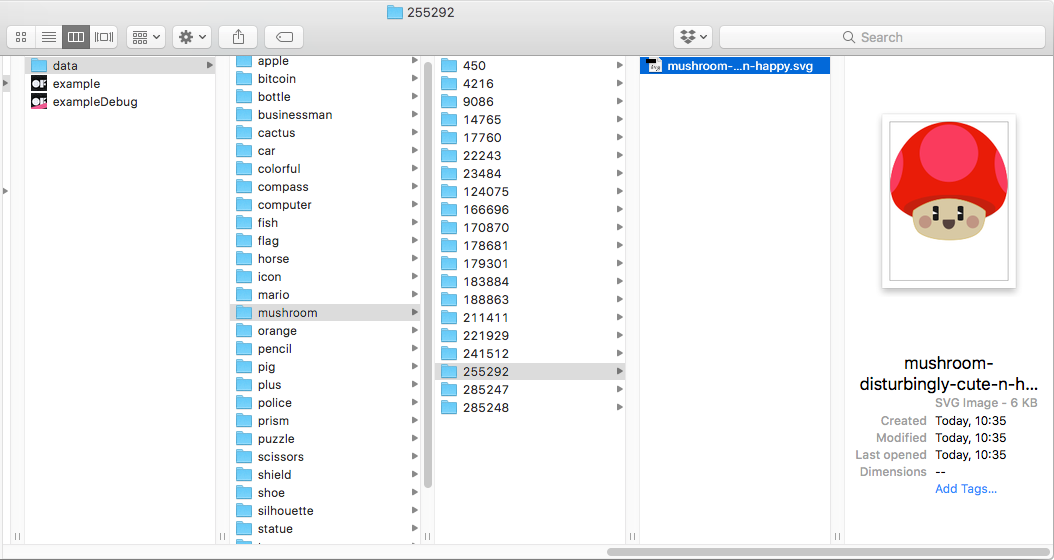 255292
Search
data
example
exampleDebug
apple
bitcoin
bottle
businessman
cactus
car
colorful
compass
computer
fish
flag
horse
icon
mario
mushroom
orange
pencil
pig
plus
police
prism
puzzle
scissors
shield
shoe
silhouette
statue
450
4216
9086
14765
17760
22243
23484
124075
166696
170870
178681
179301
183884
188863
211411
221929
241512
255292
285247
285248
mushroom-...n-happy.svg
mushroom-
disturbingly-cute-n-h...
SVG Image - 6 KB
Created Today, 10:35
Modified Today, 10:35
Last opened Today, 10:35
Dimensions --
Add Tags...